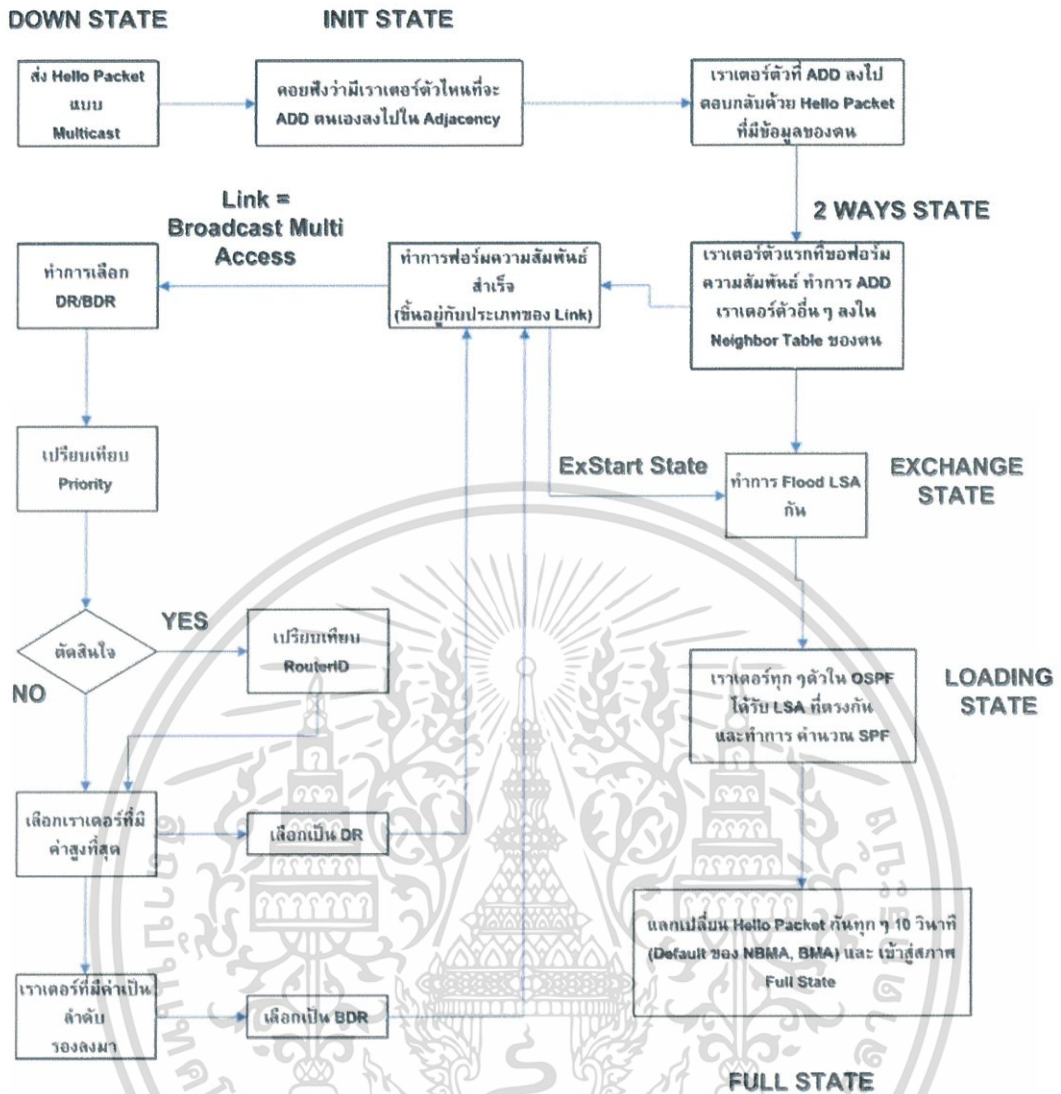 DOWN STATE
INIT STATE
ส่ง Hello Packet
แบบ
Multicast
คอยฟังว่ามีเราเตอร์ตัวไหนที่จะ
ADD ตนเองลงไปใน Adjacency
เราเตอร์ตัวที่ ADD ลงไป
ตอบกลับด้วย Hello Packet
ที่มีข้อมูลของตน
2 WAYS STATE
Link =
Broadcast Multi
Access
ทำการเลือก
DR/BDR
ทำการฟอร์มความสัมพันธ์
สำเร็จ
(ขึ้นอยู่กับประเภทของ Link)
เราเตอร์ตัวแรกที่ขอฟอร์ม
ความสัมพันธ์ ทำการ ADD
เราเตอร์ตัวอื่น ๆ ลงใน
Neighbor Table ของตน
เปรียบเทียบ
Priority
ExStart State
ทำการ Flood LSA
กัน
EXCHANGE
STATE
ตัดสินใจ
YES
NO
เปรียบเทียบ
RouterID
เราเตอร์ทุก ๆตัวใน OSPF
ได้รับ LSA ที่ตรงกัน
และทำการ คำนวณ SPF
LOADING
STATE
เลือกเราเตอร์ที่มี
ค่าสูงที่สุด
เลือกเป็น DR
แลกเปลี่ยน Hello Packet กันทุก ๆ 10 วินาที
(Default ของ NBMA, BMA) และ เข้าสู่สภาพ
Full State
เราเตอร์ที่มีค่าเป็น
ลำดับ
รองลงมา
เลือกเป็น BDR
FULL STATE